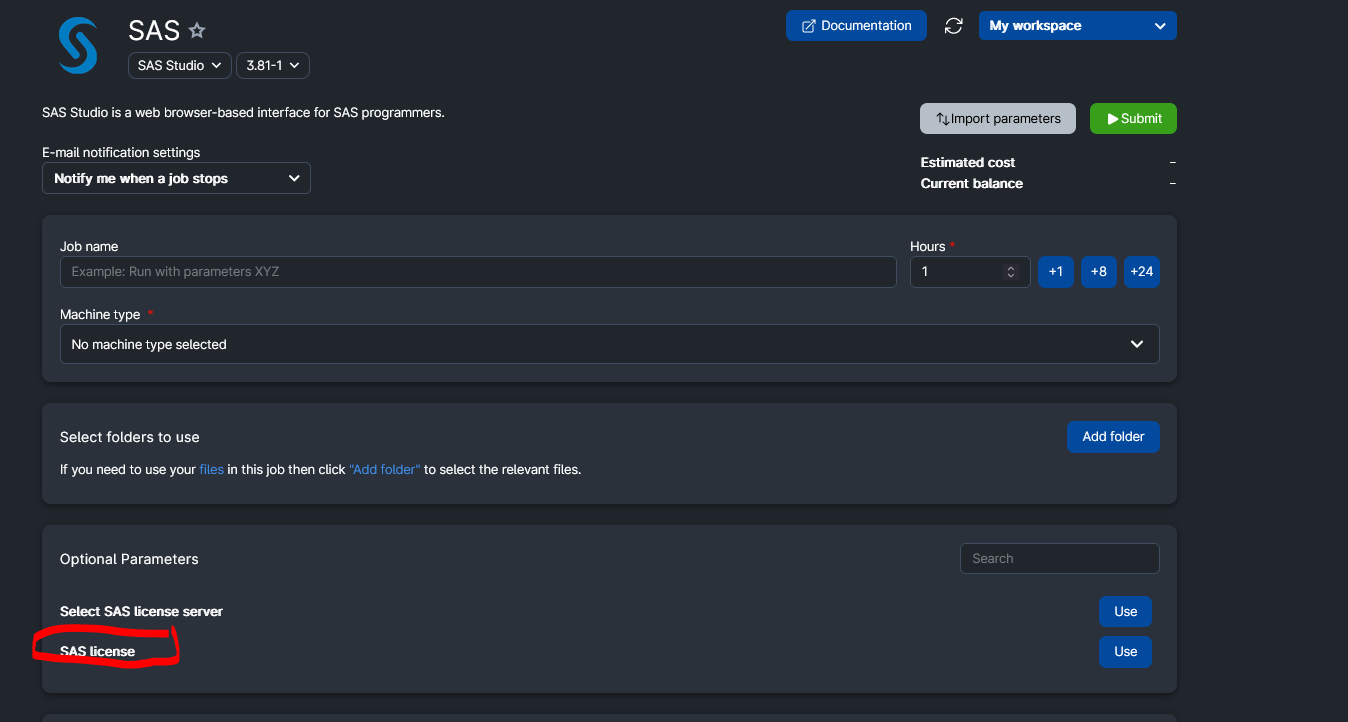 SAS
Documentation
My workspace
SAS Studio
3.81-1
SAS Studio is a web browser-based interface for SAS programmers.
Import parameters
Submit
E-mail notification settings
Estimated cost
–
Notify me when a job stops
Current balance
–
Job name
Hours *
Example: Run with parameters XYZ
1
+1
+8
+24
Machine type *
No machine type selected
Select folders to use
Add folder
If you need to use your files in this job then click "Add folder" to select the relevant files.
Optional Parameters
Search
Select SAS license server
Use
SAS license
Use